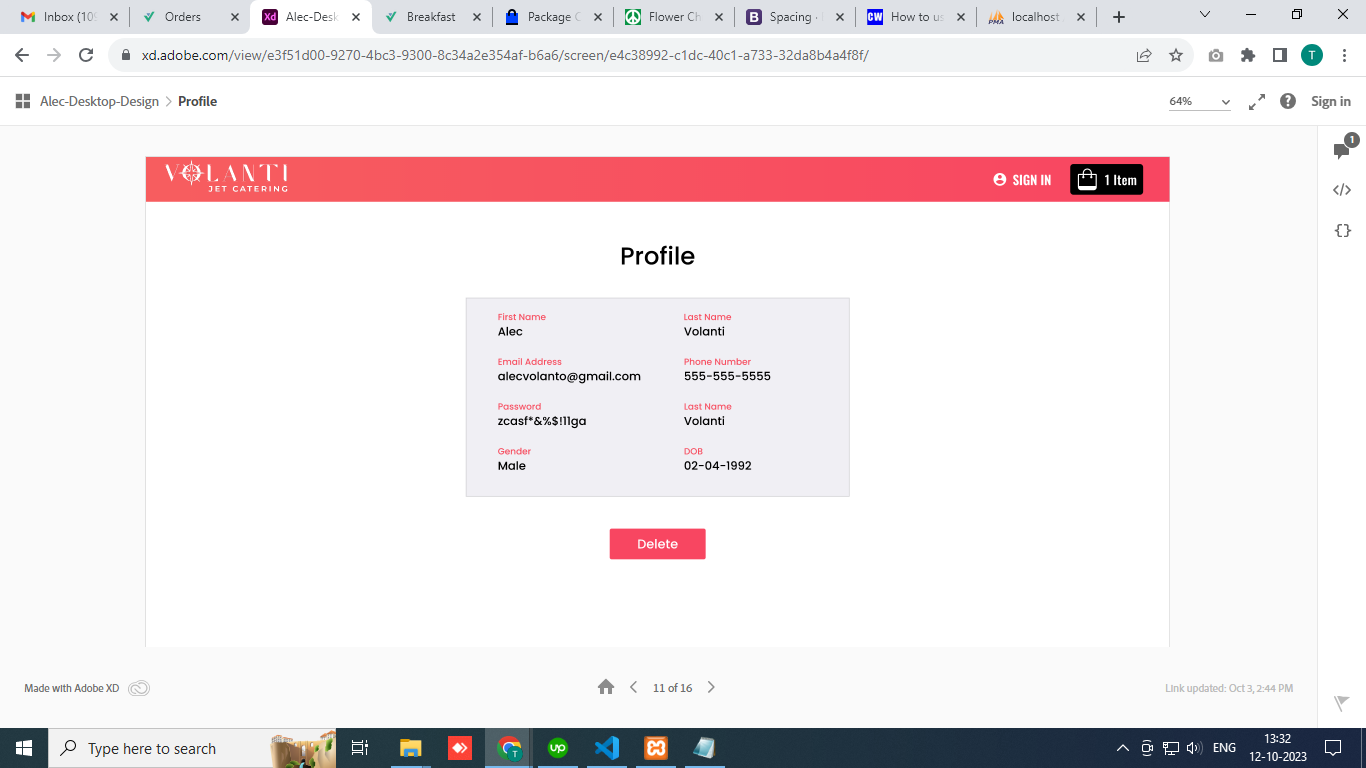 Inbox (109
Orders
Alec-Desk
Breakfast
Package C
Flower Ch
Spacing ·
CW How to us
PMA localhost
xd.adobe.com/view/e3f51d00-9270-4bc3-9300-8c34a2e354af-b6a6/screen/e4c38992-c1dc-40c1-a733-32da8b4a4f8f/
T
Alec-Desktop-Design > Profile
64%
Sign in
1
VOLANTI
JET CATERING
SIGN IN
1 Item
Profile
First Name Last Name
Alec Volanti
Email Address Phone Number
alecvolanto@gmail.com 555-555-5555
Password Last Name
zcasf*&%$!11ga Volanti
Gender DOB
Male 02-04-1992
Delete
Made with Adobe XD
11 of 16
Link updated: Oct 3, 2:44 PM
Type here to search
ENG
13:32
12-10-2023